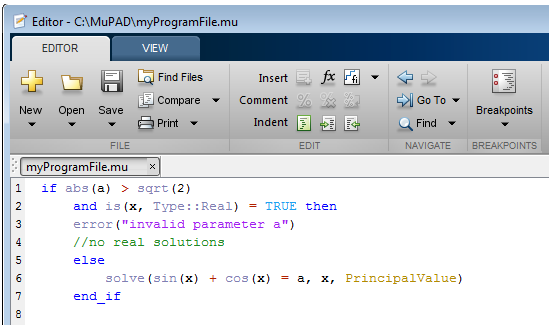 Editor - C:\MuPAD\myProgramFile.mu
EDITOR VIEW
New Open Save Find Files Compare Print
Insert fx
Comment %
Indent
Go To Find
Breakpoints
FILE EDIT NAVIGATE BREAKPOINTS
myProgramFile.mu ×
1 if abs(a) > sqrt(2)
2 and is(x, Type::Real) = TRUE then
3 error("invalid parameter a")
4 //no real solutions
5 else
6 solve(sin(x) + cos(x) = a, x, PrincipalValue)
7 end_if
8